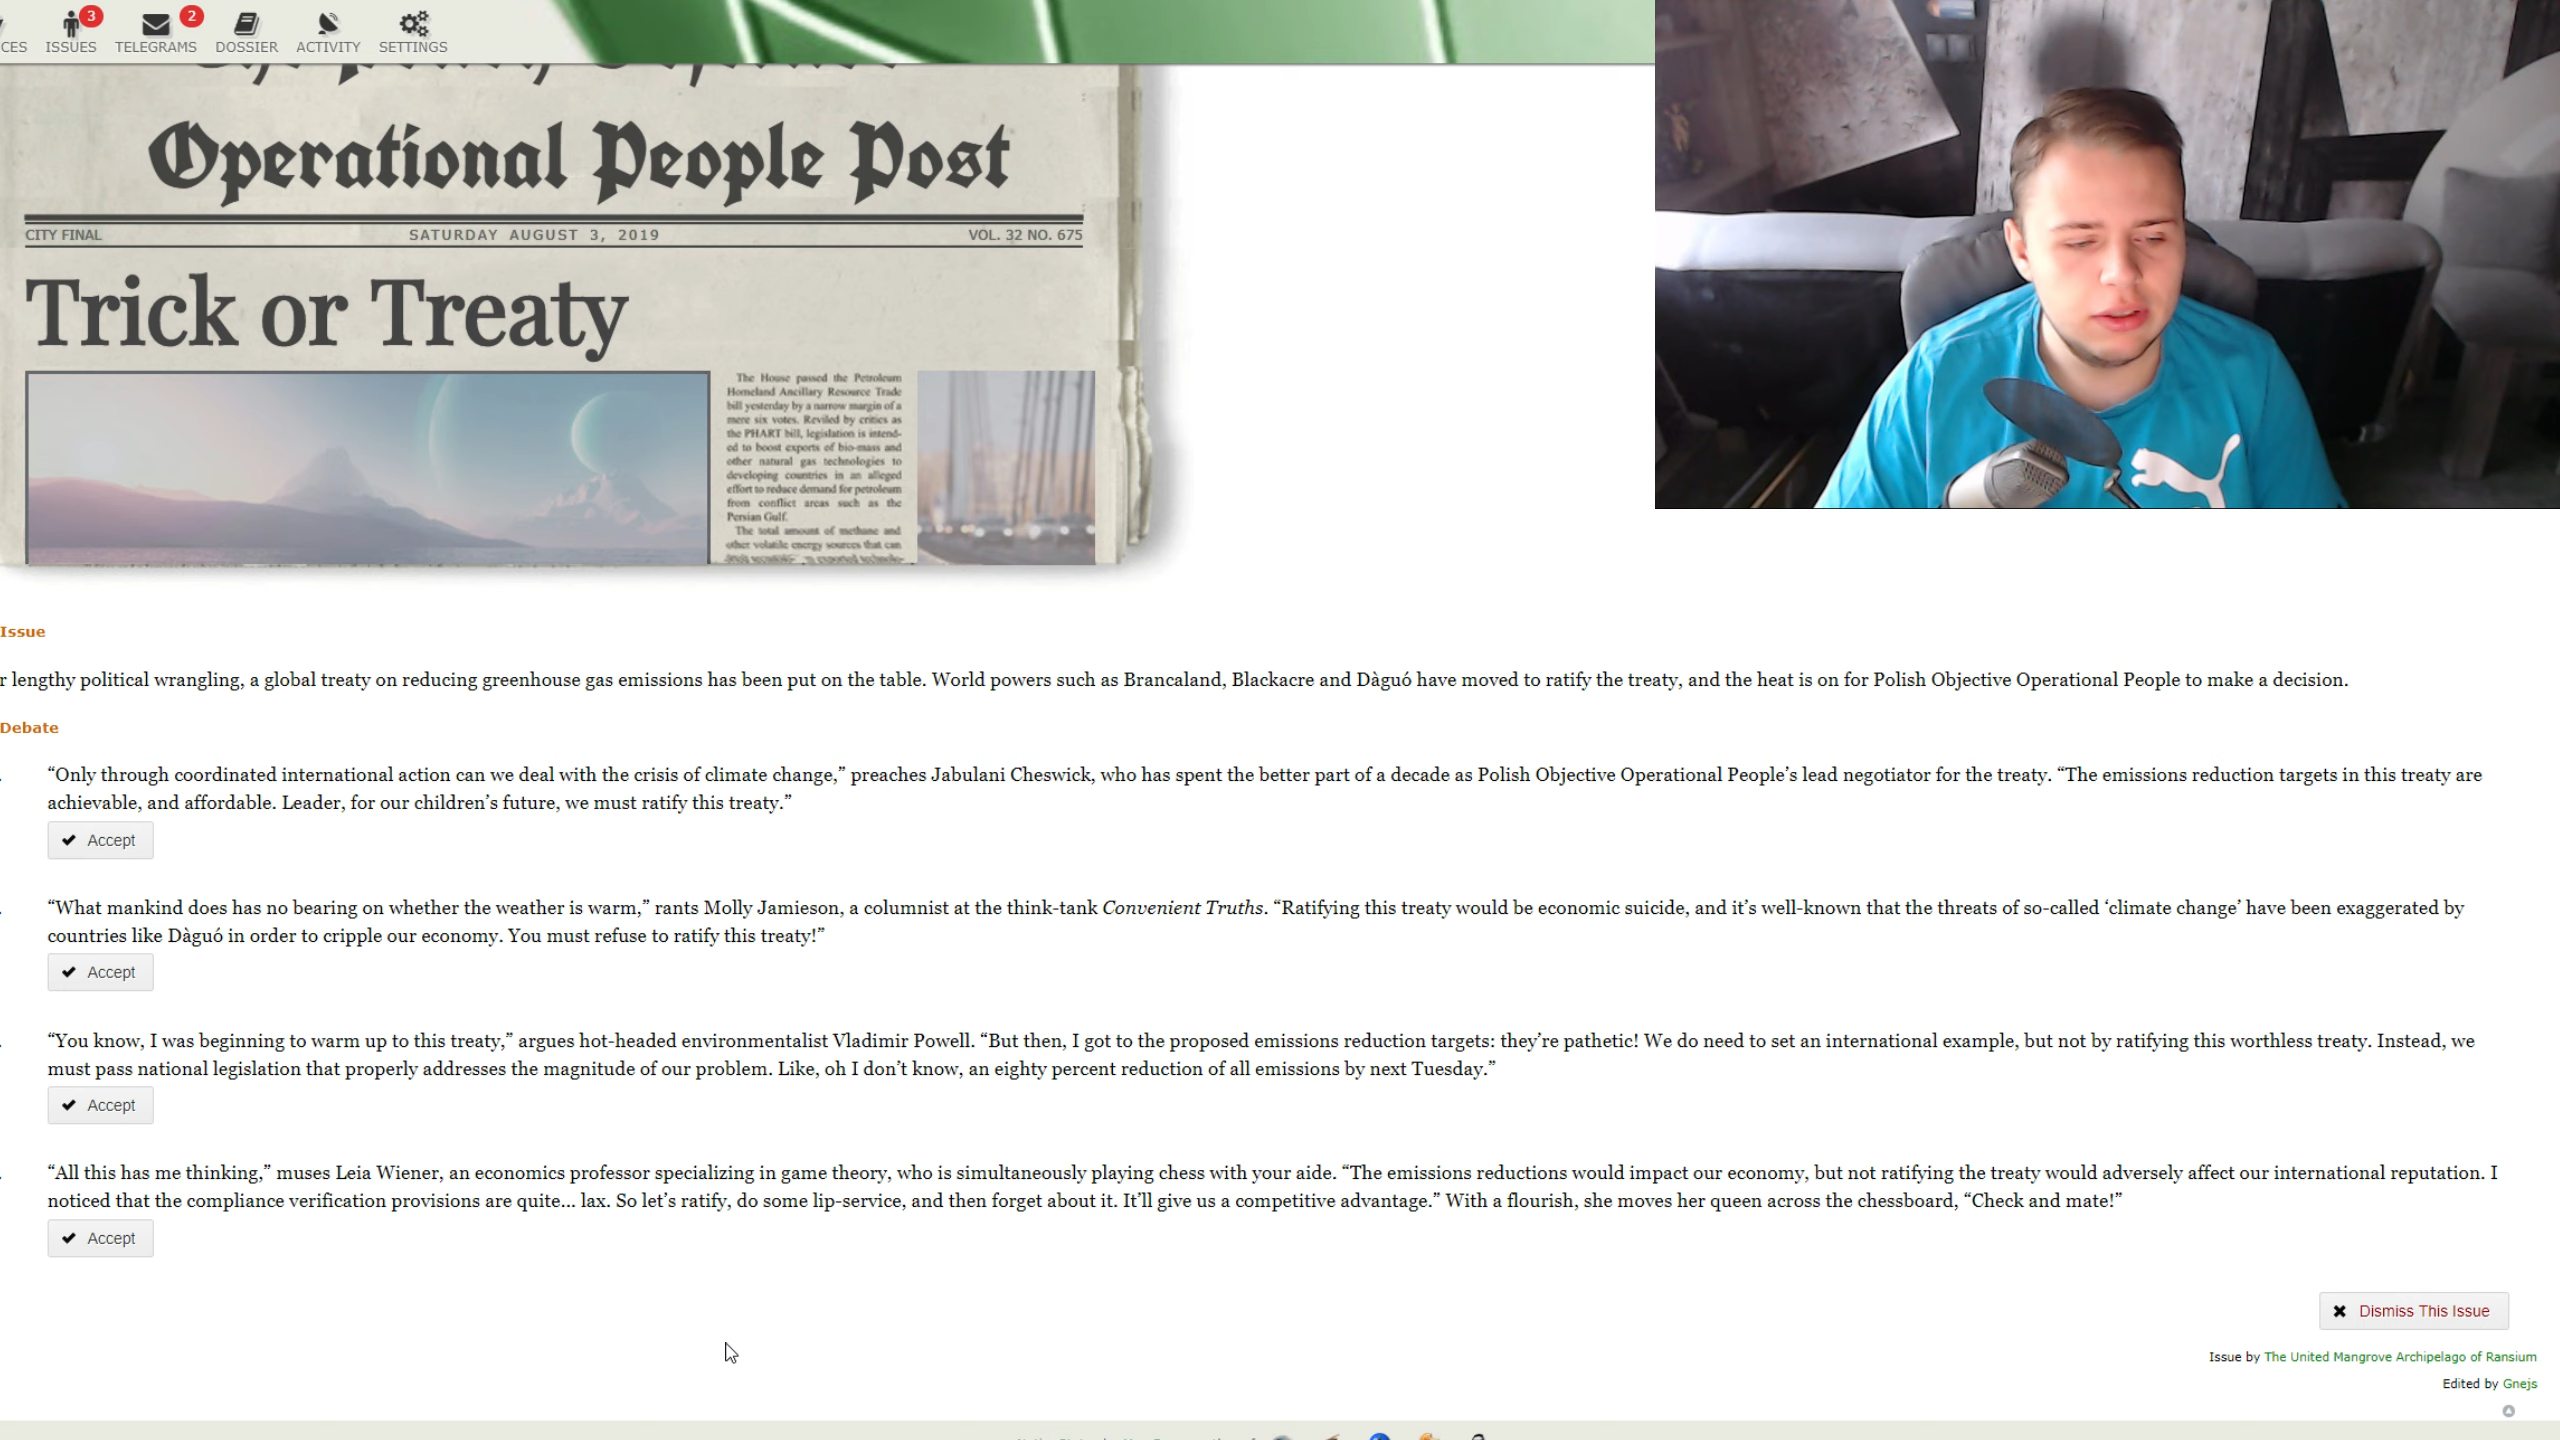 CES
3
ISSUES
2
TELEGRAMS
DOSSIER
ACTIVITY
SETTINGS
Operational People Post
CITY FINAL
SATURDAY AUGUST 3, 2019
VOL. 32 NO. 675
Trick or Treaty
The House passed the Petroleum
Homeland Ancillary Resource Trade
bill yesterday by a narrow margin of a
mere six votes. Reviled by critics as
the PHART bill, legislation is intend-
ed to boost exports of bio-mass and
other natural gas technologies to
developing countries in an alleged
effort to reduce demand for petroleum
from conflict areas such as the
Persian Gulf.
The total amount of methane and
other volatile energy sources that can
Issue
r lengthy political wrangling, a global treaty on reducing greenhouse gas emissions has been put on the table. World powers such as Brancaland, Blackacre and Dàguó have moved to ratify the treaty, and the heat is on for Polish Objective Operational People to make a decision.
Debate
“Only through coordinated international action can we deal with the crisis of climate change,” preaches Jabulani Cheswick, who has spent the better part of a decade as Polish Objective Operational People’s lead negotiator for the treaty. “The emissions reduction targets in this treaty are
achievable, and affordable. Leader, for our children’s future, we must ratify this treaty.”
Accept
“What mankind does has no bearing on whether the weather is warm,” rants Molly Jamieson, a columnist at the think-tank Convenient Truths. “Ratifying this treaty would be economic suicide, and it’s well-known that the threats of so-called ‘climate change’ have been exaggerated by
countries like Dàguó in order to cripple our economy. You must refuse to ratify this treaty!”
Accept
“You know, I was beginning to warm up to this treaty,” argues hot-headed environmentalist Vladimir Powell. “But then, I got to the proposed emissions reduction targets: they’re pathetic! We do need to set an international example, but not by ratifying this worthless treaty. Instead, we
must pass national legislation that properly addresses the magnitude of our problem. Like, oh I don’t know, an eighty percent reduction of all emissions by next Tuesday.”
Accept
“All this has me thinking,” muses Leia Wiener, an economics professor specializing in game theory, who is simultaneously playing chess with your aide. “The emissions reductions would impact our economy, but not ratifying the treaty would adversely affect our international reputation. I
noticed that the compliance verification provisions are quite... lax. So let’s ratify, do some lip-service, and then forget about it. It’ll give us a competitive advantage.” With a flourish, she moves her queen across the chessboard, “Check and mate!”
Accept
Dismiss This Issue
Issue by The United Mangrove Archipelago of Ransium
Edited by Gnejs